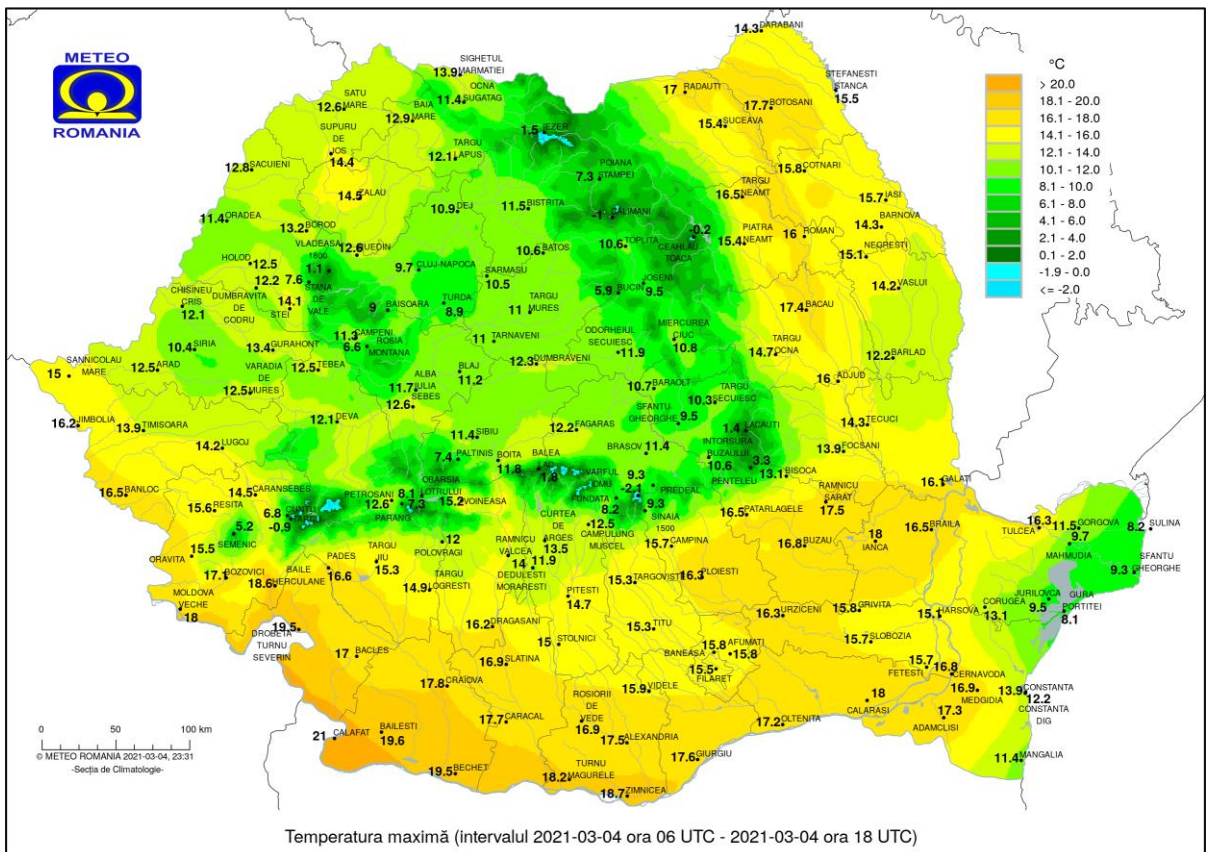 METEO
ROMANIA
°C
> 20.0
18.1 - 20.0
16.1 - 18.0
14.1 - 16.0
12.1 - 14.0
10.1 - 12.0
8.1 - 10.0
6.1 - 8.0
4.1 - 6.0
2.1 - 4.0
0.1 - 2.0
-1.9 - 0.0
<= -2.0
14.3 DARABANI
SIGHETUL
13.9 MARMATIEI
OCNA
11.4 SUGATAG
SATU
12.6 MARE
BAIA
12.9 MARE
17 RADAUTI
STEFANESTI
STANCA
15.5
17.7 BOTOSANI
15.4 SUCEAVA
1.5 IEZER
SUPURU
DE
JOS
14.4
TARGU
12.1 LAPUS
12.8 SACUIENI
POIANA
7.3 STAMPEI
15.8 COTNARI
14.5 ZALAU
TARGU
16.5 NEAMT
15.7 IASI
BARNOVA
14.3
11.4 ORADEA
10.9 DEJ
11.5 BISTRITA
-1 CALIMANI
13.2 BOROD
-0.2
CEAHLAU
TOACA
PIATRA
15.4 NEAMT
16 ROMAN
15.1 NEGRESTI
VLADEASA
1800
1.1
12.6 HUEDIN
10.6 BATOS
10.6 TOPLITA
HOLOD
12.5
9.7 CLUJ-NAPOCA
SARMASU
10.5
7.6
STANA
DE
VALE
12.2
DUMBRAVITA
DE
CODRU
14.1
STEI
JOSENI
9.5
5.9 BUCIN
14.2 VASLUI
CHISINEU
CRIS
12.1
9 BAISOARA
TURDA
8.9
TARGU
11 MURES
17.4 BACAU
11.3 CAMPENI
6.6
ROSIA
MONTANA
11 TARNAVENI
ODORHEIUL
SECUIESC
11.9
MIERCUREA
CIUC
10.8
10.4 SIRIA
13.4 GURAHONT
14.7 TARGU
OCNA
12.2 BARLAD
SANNICOLAU
15 MARE
12.5 ARAD
12.5 TEBEA
12.3 DUMBRAVENI
BLAJ
11.2
VARADIA
DE
12.5 MURES
ALBA
11.7 IULIA
SEBES
12.6
10.7 BARAOLT
TARGU
10.3 SECUIESC
16 ADJUD
16.2 JIMBOLIA
13.9 TIMISOARA
12.1 DEVA
SFANTU
GHEORGHE 9.5
1.4 LACAUTI
14.3 TECUCI
14.2 LUGOJ
11.4 SIBIU
12.2 FAGARAS
BRASOV 11.4
INTORSURA
BUZAULUI
10.6
13.9 FOCSANI
7.4 PALTINIS
BOITA
11.8
BALEA
LAC
1.8
VARFUL
OMU
-2.1
9.3
PREDEAL
3.3
PENTELEU
13.1 BISOCA
16.5 BANLOC
14.5 CARANSEBES
15.6 RESITA
PETROSANI
12.6
8.1
OBARSIA
LOTRULUI
15.2 VOINEASA
FUNDATA
8.2
9.3
SINAIA
1500
RAMNICU
SARAT
17.5
16.1 GALATI
6.8 CUNTU
-0.9 TARCU
PARANG
-7.3
5.2
SEMENIC
12
POLOVRAGI
CURTEA
DE
ARGES
13.5
12.5
CAMPULUNG
MUSCEL
16.5 PATARLAGELE
16.5 BRAILA
16.3
TULCEA
11.5 GORGOVA
9.7
MAHMUDIA
8.2 SULINA
15.5
ORAVITA
PADES
16.6
TARGU
JIU
15.3
RAMNICU
VALCEA
14
11.9
DEDULESTI
MORARESTI
15.7 CAMPINA
16.8 BUZAU
18
IANCA
17.1 BOZOVICI
BAILE
18.6 HERCULANE
14.9 TARGU
LOGRESTI
15.3 TARGOVISTE
16.3 PLOIESTI
SFANTU
9.3 GHEORGHE
MOLDOVA
VECHE
18
PITESTI
14.7
JURILOVCA
9.5
GURA
PORTITEI
8.1
16.3 URZICENI
15.8 GRIVITA
15.1 HARSOVA
CORUGEA
13.1
19.5
DROBETA
TURNU
SEVERIN
16.2 DRAGASANI
15 STOLNICI
15.3 TITU
15.7 SLOBOZIA
17 BACLES
16.9 SLATINA
BANEASA
15.8
AFUMATI
15.8
15.5
FILARET
15.7
FETESTI
16.8
CERNAVODA
17.8 CRAIOVA
15.9 VIDELE
18
CALARASI
16.9
MEDGIDIA
13.9 CONSTANTA
12.2
CONSTANTA
DIG
17.7 CARACAL
ROSIORII
DE
VEDE
16.9
17.2 OLTENITA
17.3
ADAMCLISI
21 CALAFAT
BAILESTI
19.6
17.5 ALEXANDRIA
17.6 GIURGIU
11.4 MANGALIA
19.5 BECHET
TURNU
18.2 MAGURELE
18.7 ZIMNICEA
0 50 100 km
© METEO ROMANIA 2021-03-04, 23:31
-Secția de Climatologie-
Temperatura maximă (intervalul 2021-03-04 ora 06 UTC - 2021-03-04 ora 18 UTC)